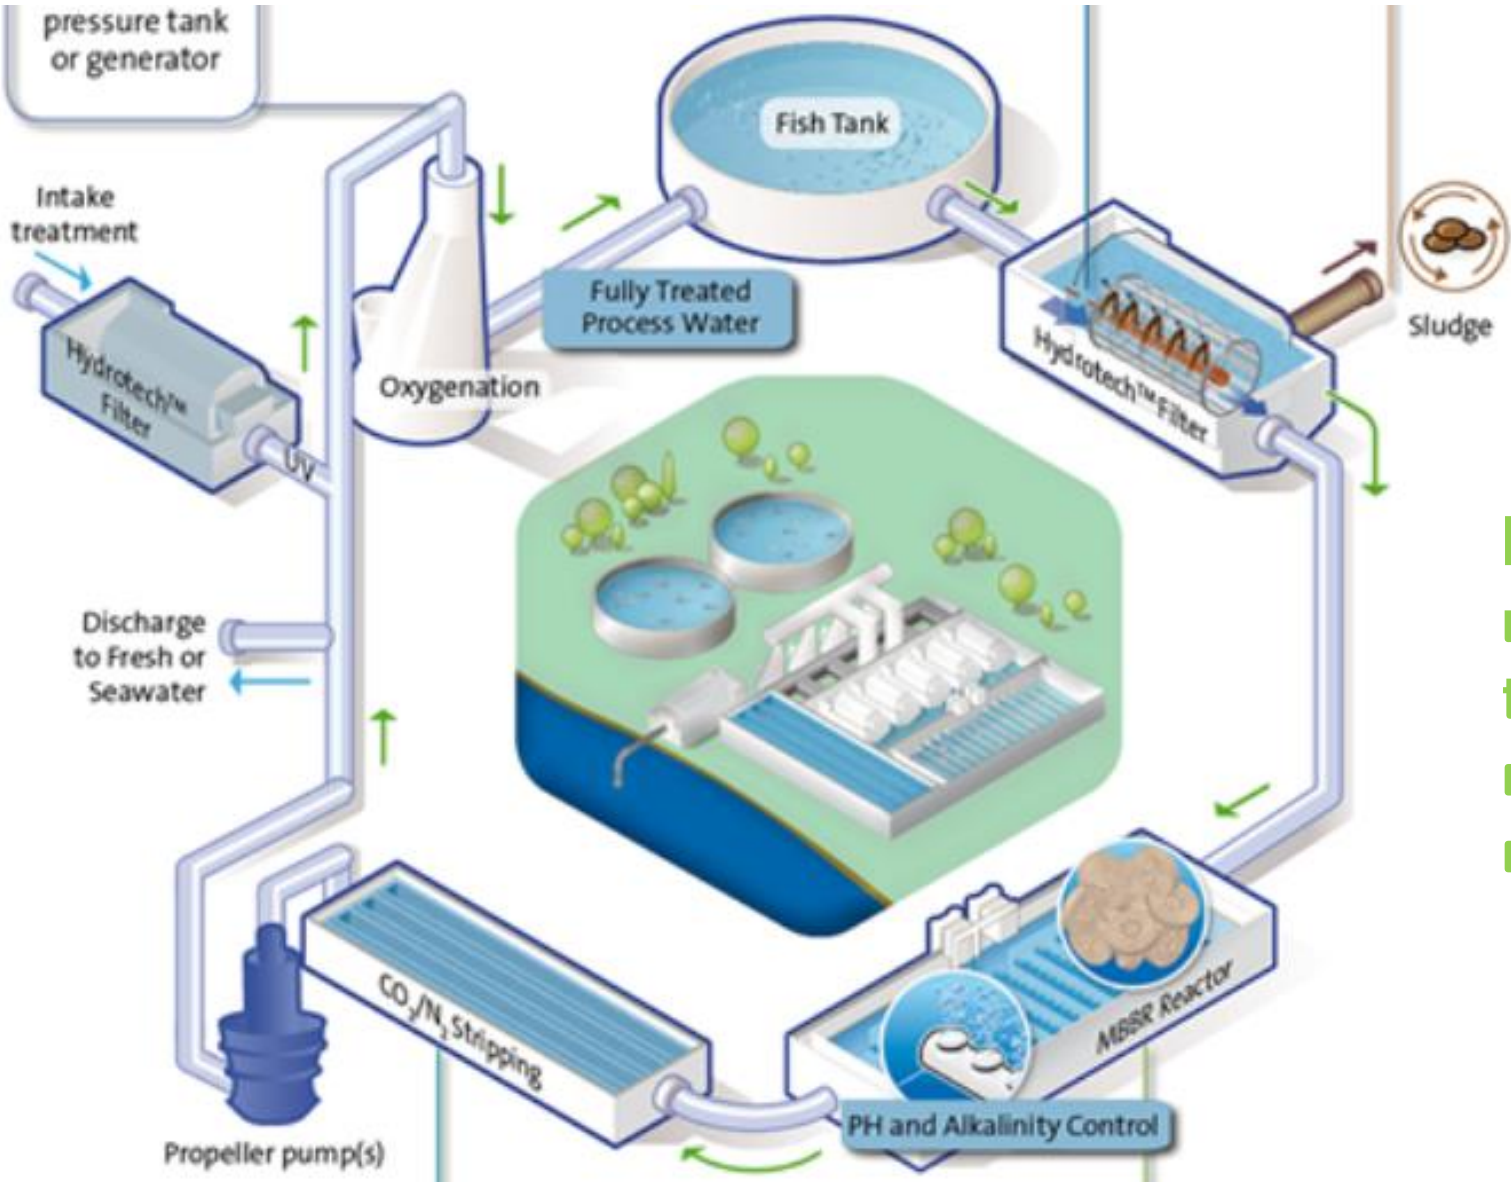 pressure tank
or generator
Fish Tank
Intake
treatment
Fully Treated
Process Water
Sludge
Hydrotech™ Filter
Oxygenation
Hydrotech™
Filter
UV
Discharge
to Fresh or
Seawater
CO₂/N₂ Stripping
MBBR Reactor
PH and Alkalinity Control
Propeller pump(s)